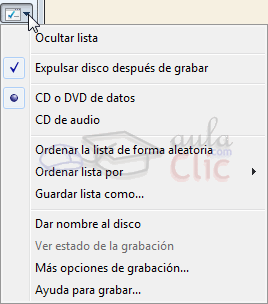 Ocultar lista
Expulsar disco después de grabar
CD o DVD de datos
CD de audio
Ordenar la lista de forma aleatoria
Ordenar lista por
Guardar lista como...
Dar nombre al disco
Ver estado de la grabación
Más opciones de grabación...
Ayuda para grabar...
aula
Clic
.com